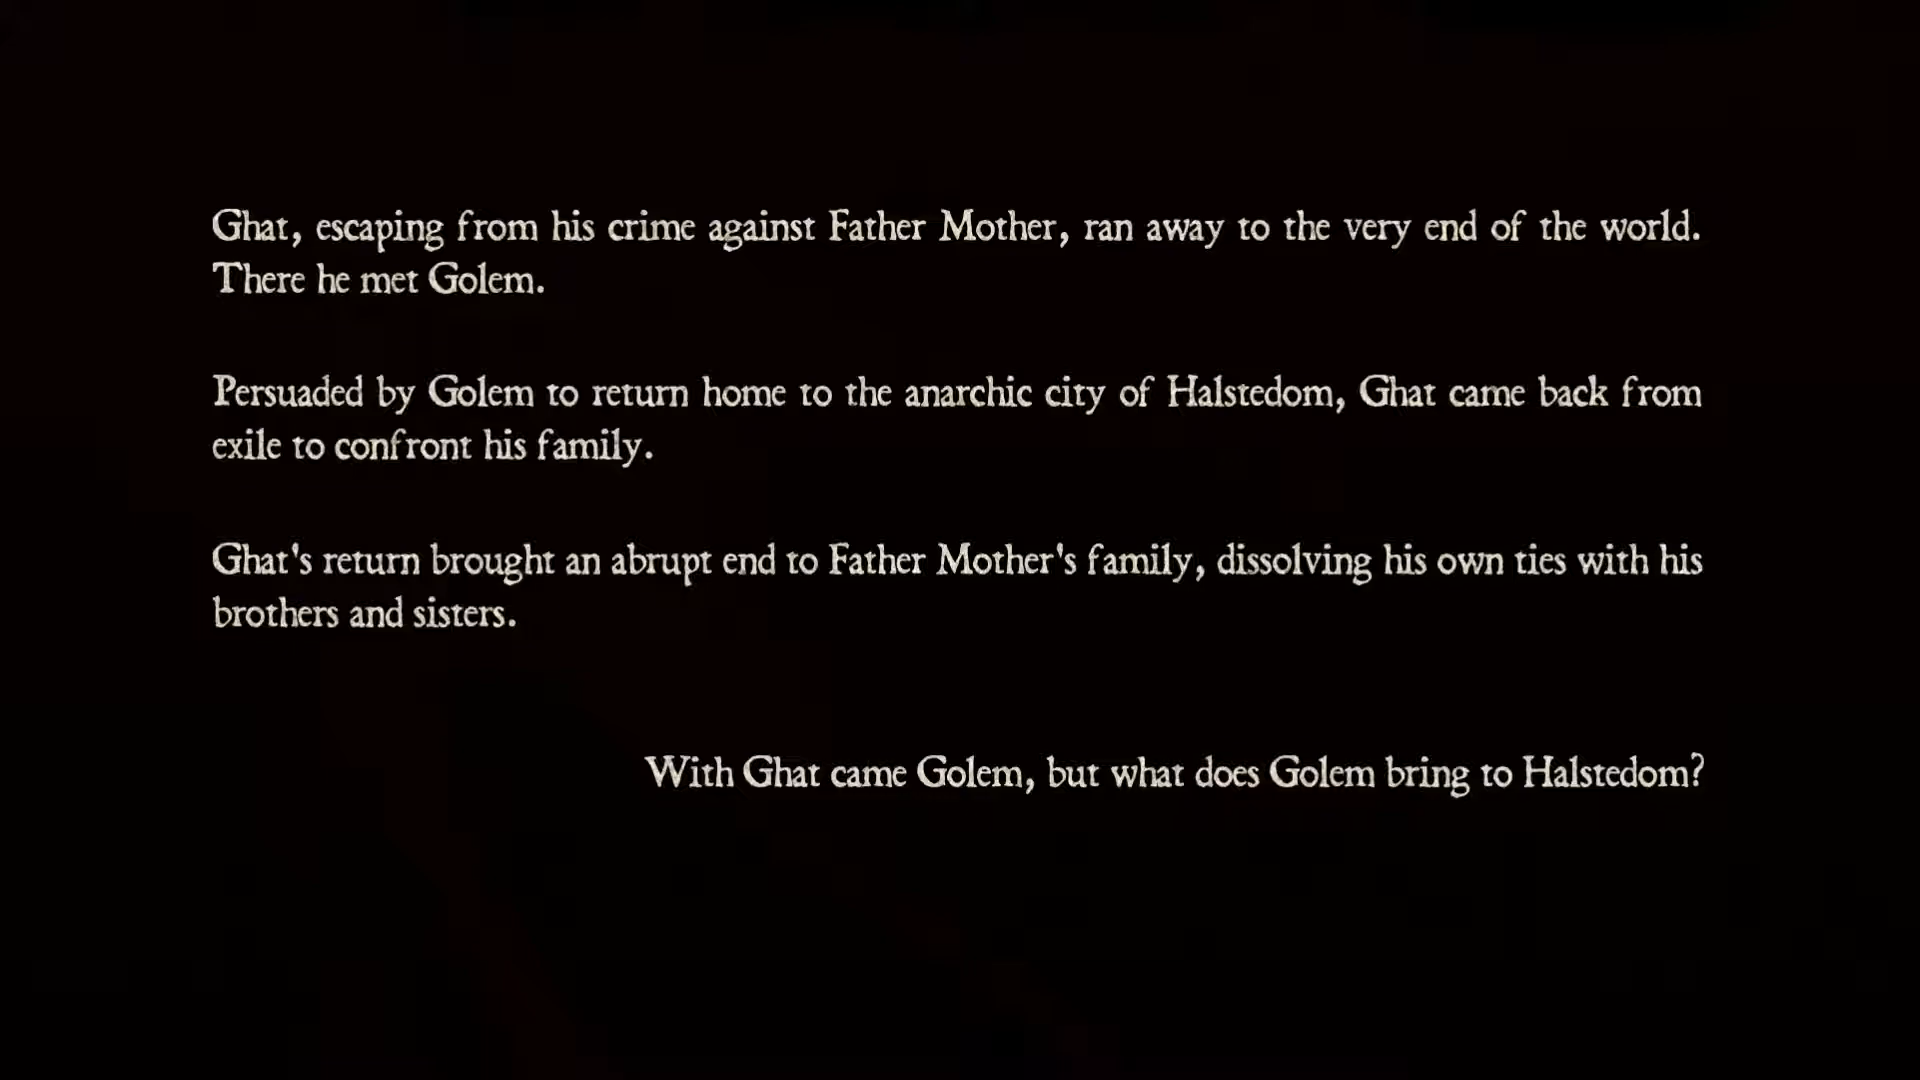 Ghat, escaping from his crime against Father Mother, ran away to the very end of the world.
There he met Golem.
Persuaded by Golem to return home to the anarchic city of Halstedom, Ghat came back from
exile to confront his family.
Ghat's return brought an abrupt end to Father Mother's family, dissolving his own ties with his
brothers and sisters.
With Ghat came Golem, but what does Golem bring to Halstedom?